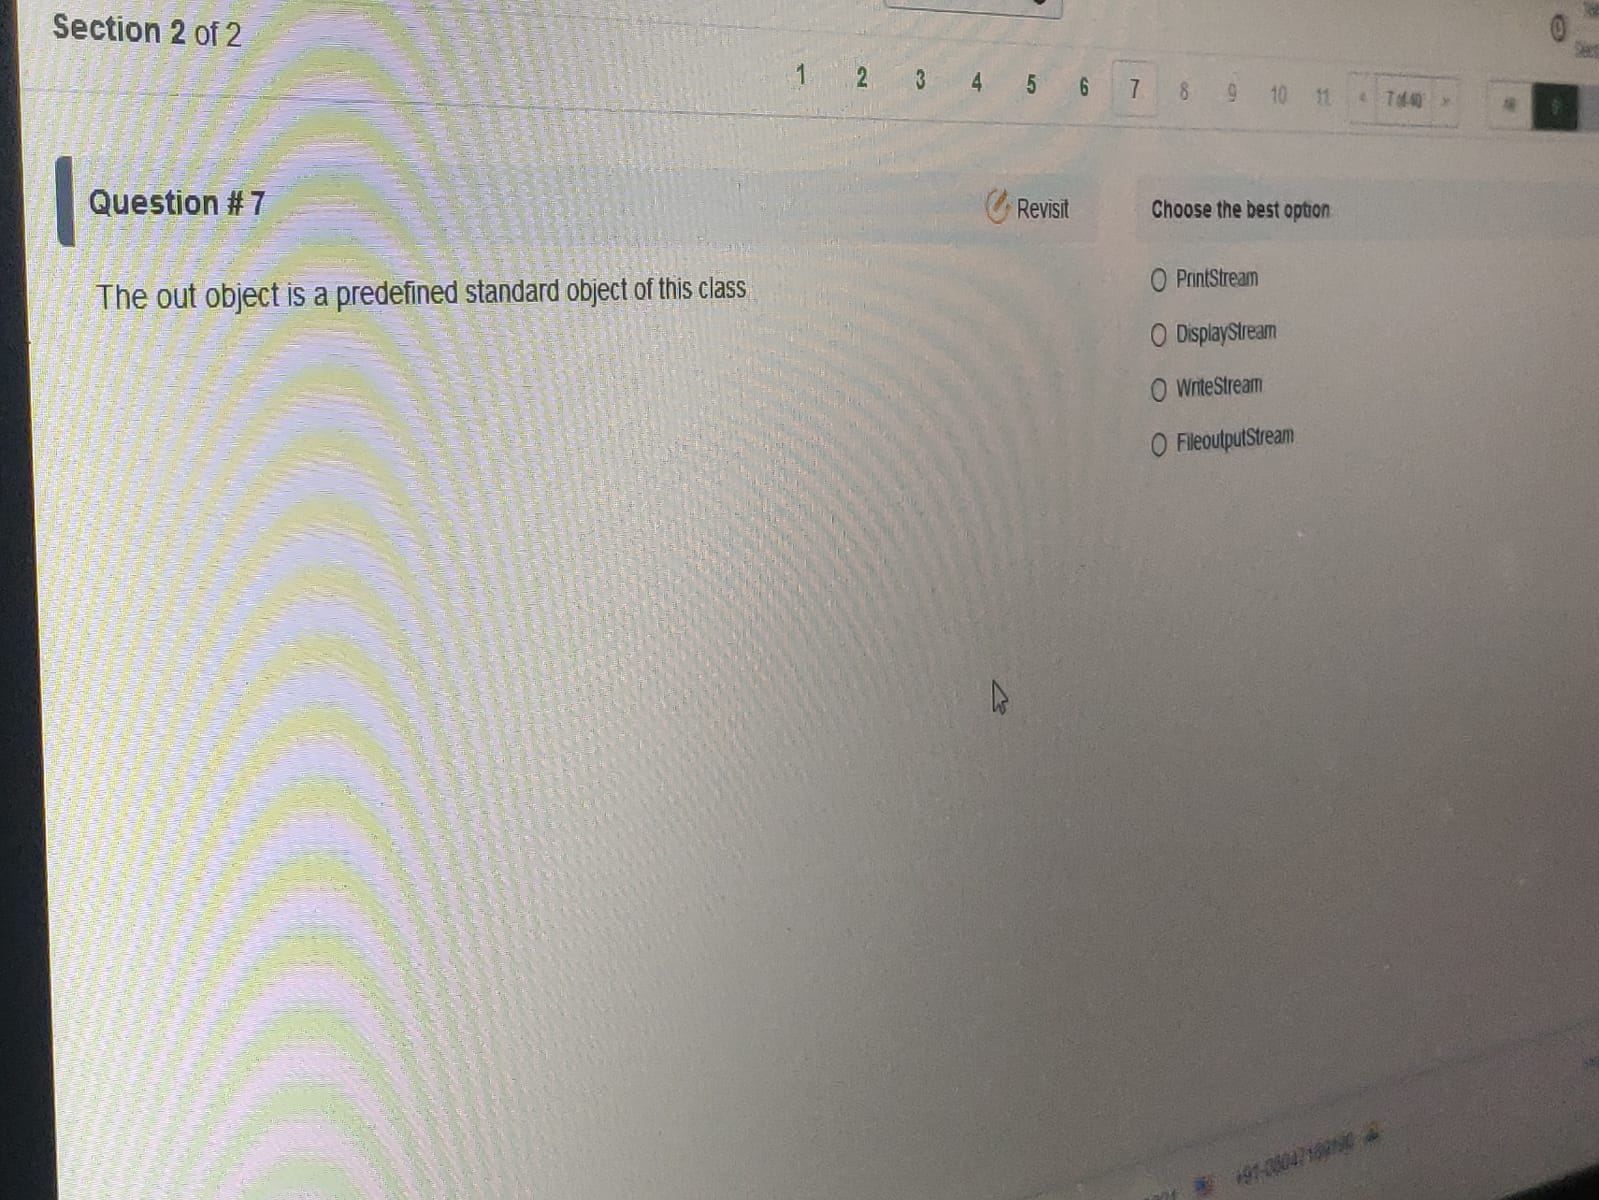 Section 2 of 2
1 2 3 4 5 6 7 8 9 10 11 « 7 of 40 »
Question # 7
Revisit
The out object is a predefined standard object of this class
Choose the best option
PrintStream
DisplayStream
WriteStream
FileoutputStream